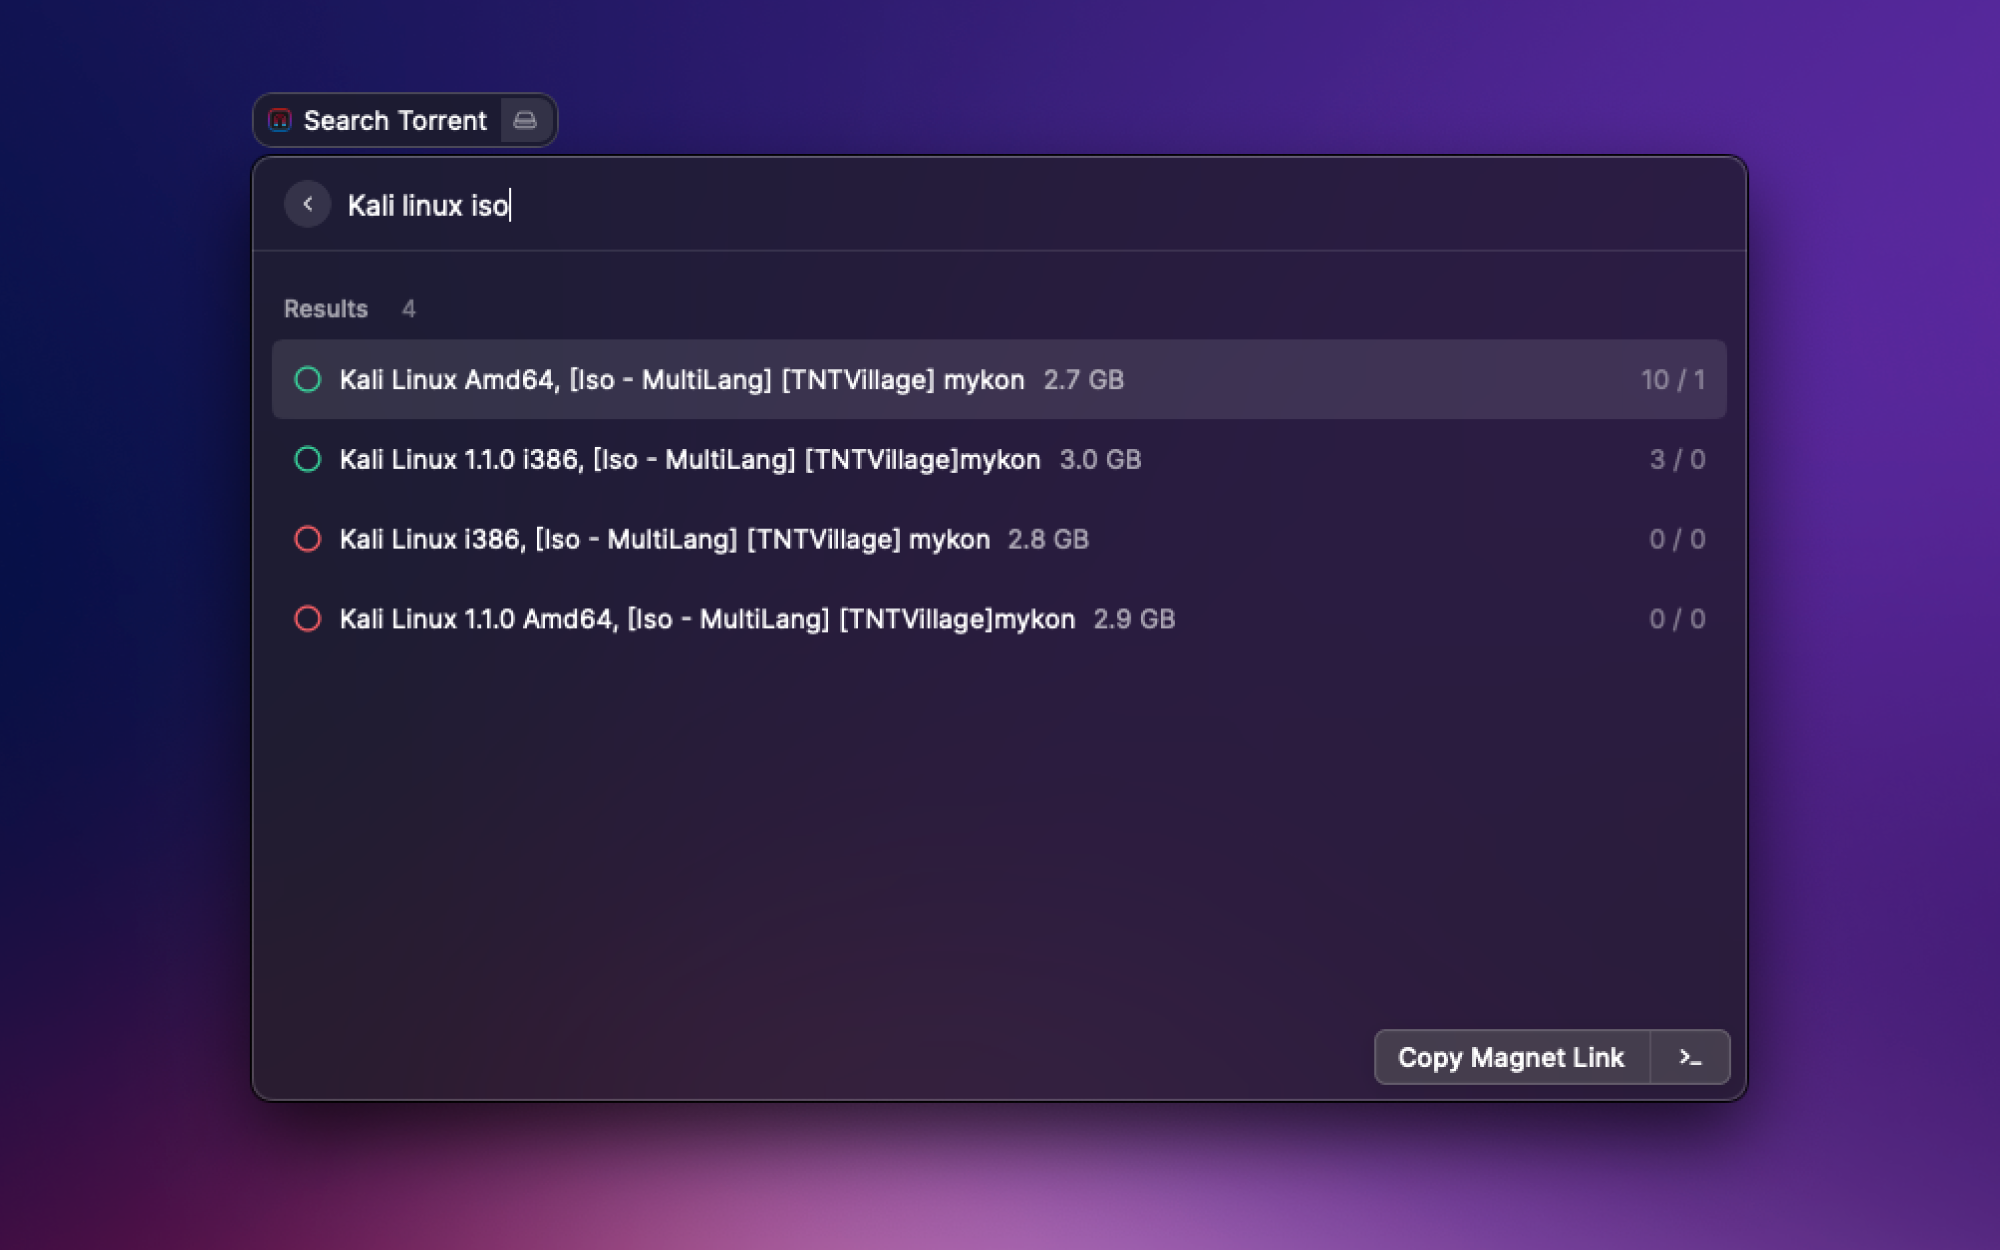 Search Torrent
Kali linux iso
Results 4
Kali Linux Amd64, [Iso - MultiLang] [TNTVillage] mykon 2.7 GB 10 / 1
Kali Linux 1.1.0 i386, [Iso - MultiLang] [TNTVillage]mykon 3.0 GB 3 / 0
Kali Linux i386, [Iso - MultiLang] [TNTVillage] mykon 2.8 GB 0 / 0
Kali Linux 1.1.0 Amd64, [Iso - MultiLang] [TNTVillage]mykon 2.9 GB 0 / 0
Copy Magnet Link >_